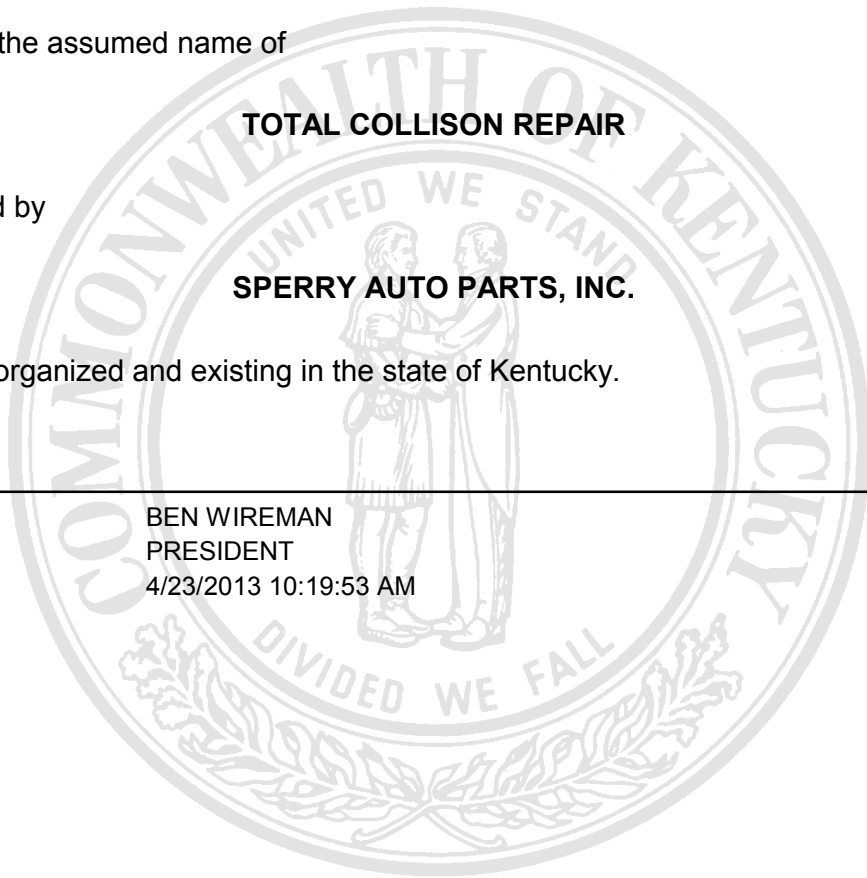 the assumed name of
TOTAL COLLISON REPAIR
d by
SPERRY AUTO PARTS, INC.
organized and existing in the state of Kentucky.
BEN WIREMAN
PRESIDENT
4/23/2013 10:19:53 AM
COMMONWEALTH OF KENTUCKY
UNITED WE STAND
DIVIDED WE FALL